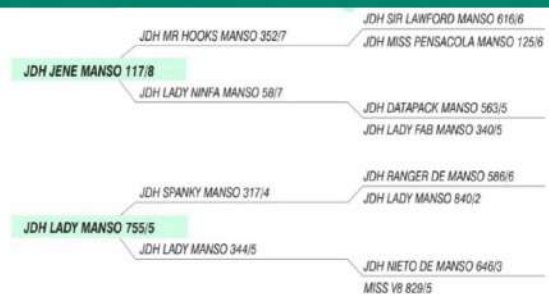 JDH SIR LAWFORD MANSO 616/6
JDH MR HOOKS MANSO 352/7
JDH MISS PENSACOLA MANSO 125/6
JDH JENE MANSO 117/8
JDH LADY NINFA MANSO 58/7
JDH DATAPACK MANSO 563/5
JDH LADY FAB MANSO 340/5
JDH RANGER DE MANSO 586/6
JDH SPANKY MANSO 317/4
JDH LADY MANSO 840/2
JDH LADY MANSO 755/5
JDH LADY MANSO 344/5
JDH NIETO DE MANSO 646/3
MISS V8 829/5